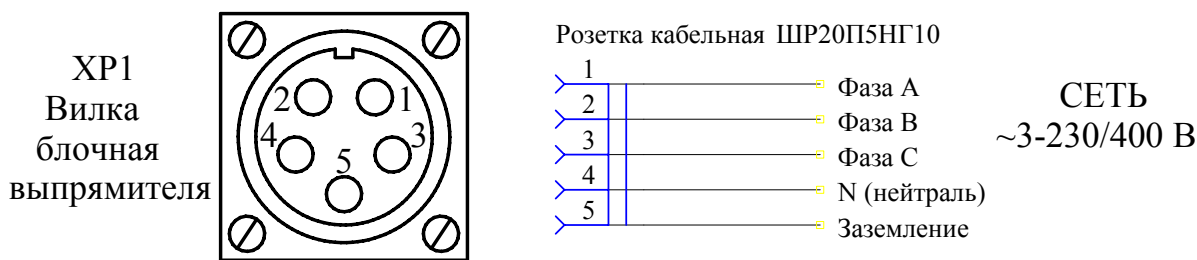 XP1
Вилка
блочная
выпрямителя
2
1
4
3
5
Розетка кабельная ШР20П5НГ10
1
Фаза А
2
Фаза В
3
Фаза С
4
N (нейтраль)
5
Заземление
СЕТЬ
~3-230/400 В